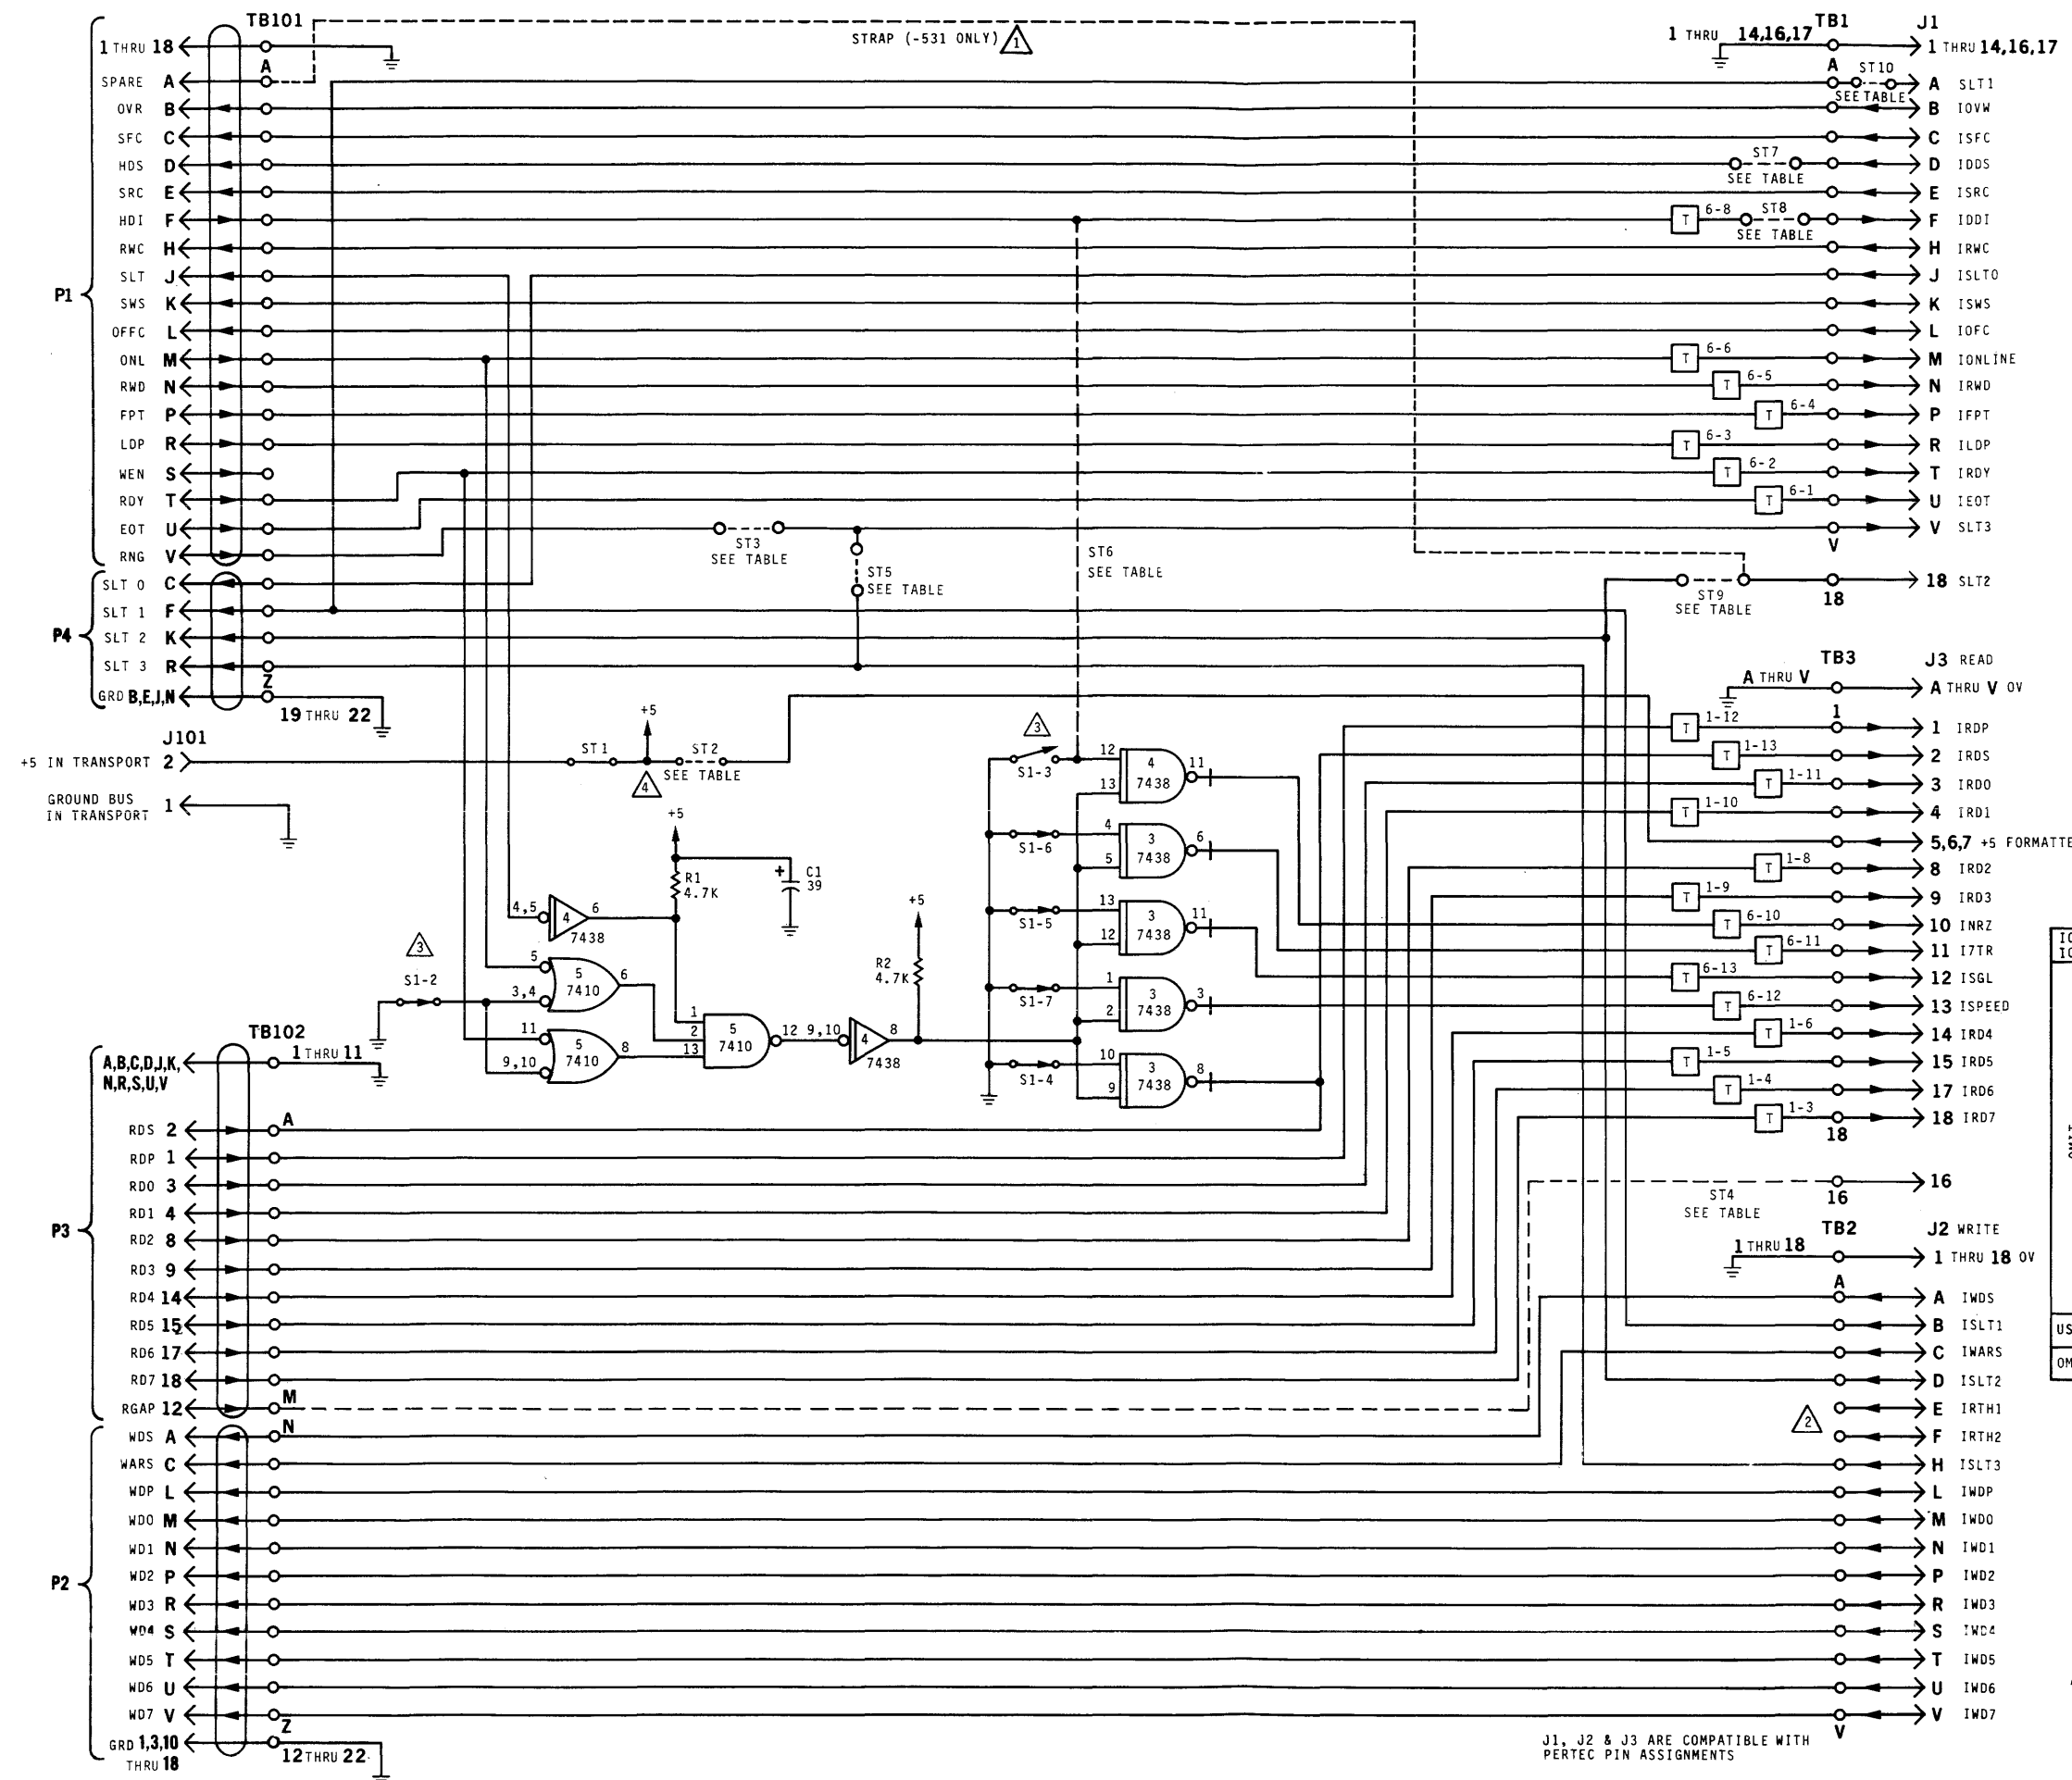 TB101
1 THRU 18
A
STRAP (-531 ONLY) 1
1 THRU 14,16,17
TB1
J1
1 THRU 14,16,17
SPARE A
A
ST10
SEE TABLE
A SLT1
OVR B
B IOVW
SFC C
C ISFC
HDS D
ST7
SEE TABLE
D IDDS
SRC E
E ISRC
HDI F
T 6-8
ST8
SEE TABLE
F IDDI
RWC H
H IRWC
SLT J
J ISLT0
P1
SWS K
K ISWS
OFFC L
L IOFC
ONL M
T 6-6
M IONLINE
RWD N
T 6-5
N IRWD
FPT P
T 6-4
P IFPT
LDP R
T 6-3
R ILDP
WEN S
T 6-2
T IRDY
RDY T
T 6-1
U IEOT
EOT U
ST3
SEE TABLE
V SLT3
V
RNG V
ST5
SEE TABLE
ST6
SEE TABLE
P4
SLT 0 C
ST9
SEE TABLE
18
18 SLT2
SLT 1 F
SLT 2 K
SLT 3 R
Z
GRD B,E,J,N
19 THRU 22
TB3
J3 READ
A THRU V
A THRU V 0V
J101
+5 IN TRANSPORT 2
ST1
+5
4
ST2
SEE TABLE
GROUND BUS
IN TRANSPORT 1
T 1-12
1
1 IRDP
T 1-13
2 IRDS
T 1-11
3 IRD0
T 1-10
4 IRD1
5,6,7 +5 FORMATTE
T 1-8
8 IRD2
T 1-9
9 IRD3
T 6-10
10 INRZ
T 6-11
11 I7TR
T 6-13
12 ISGL
T 6-12
13 ISPEED
T 1-6
14 IRD4
T 1-5
15 IRD5
T 1-4
17 IRD6
T 1-3
18
18 IRD7
3
S1-3
12
13
4
7438
11
S1-6
4
5
3
7438
6
S1-5
13
12
3
7438
11
S1-7
1
2
3
7438
3
S1-4
10
9
3
7438
8
+5
R1
4.7K
C1
39
4,5
4
6
7438
3
S1-2
5
3,4
5
7410
6
11
9,10
5
7410
8
1
2
13
5
7410
12
9,10
4
8
7438
+5
R2
4.7K
TB102
A,B,C,D,J,K,
N,R,S,U,V
1 THRU 11
P3
RDS 2
A
RDP 1
RD0 3
RD1 4
RD2 8
RD3 9
RD4 14
RD5 15
RD6 17
RD7 18
RGAP 12
M
ST4
SEE TABLE
16
16
TB2
J2 WRITE
1 THRU 18
1 THRU 18 0V
P2
WDS A
N
WARS C
WDP L
WD0 M
WD1 N
WD2 P
WD3 R
WD4 S
WD5 T
WD6 U
WD7 V
Z
GRD 1,3,10
THRU 18
12 THRU 22
A
A IWDS
B ISLT1
C IWARS
D ISLT2
2
E IRTH1
F IRTH2
H ISLT3
L IWDP
M IWD0
N IWD1
P IWD2
R IWD3
S IWD4
T IWD5
U IWD6
V IWD7
V
J1, J2 & J3 ARE COMPATIBLE WITH
PERTEC PIN ASSIGNMENTS
US
OM